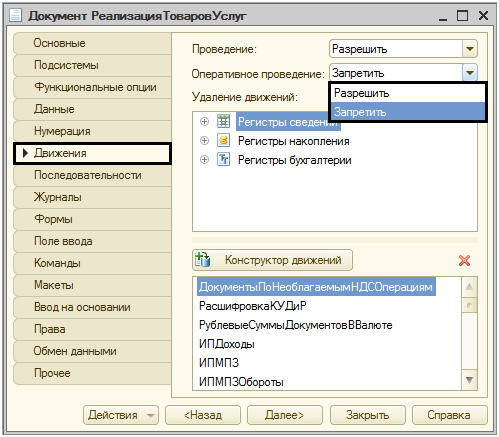 Документ РеализацияТоваровУслуг
Основные
Подсистемы
Функциональные опции
Данные
Нумерация
Движения
Последовательности
Журналы
Формы
Поле ввода
Команды
Макеты
Ввод на основании
Права
Обмен данными
Прочее
Проведение:
Разрешить
Оперативное проведение:
Запретить
Разрешить
Запретить
Удаление движений:
Регистры сведений
Регистры накопления
Регистры бухгалтерии
Конструктор движений
ДокументыПоНеоблагаемымНДСОперациям
РасшифровкаКУДиР
РублевыеСуммыДокументовВВалюте
ИПДоходы
ИПМПЗ
ИПМПЗОбороты
Действия
<Назад
Далее>
Закрыть
Справка